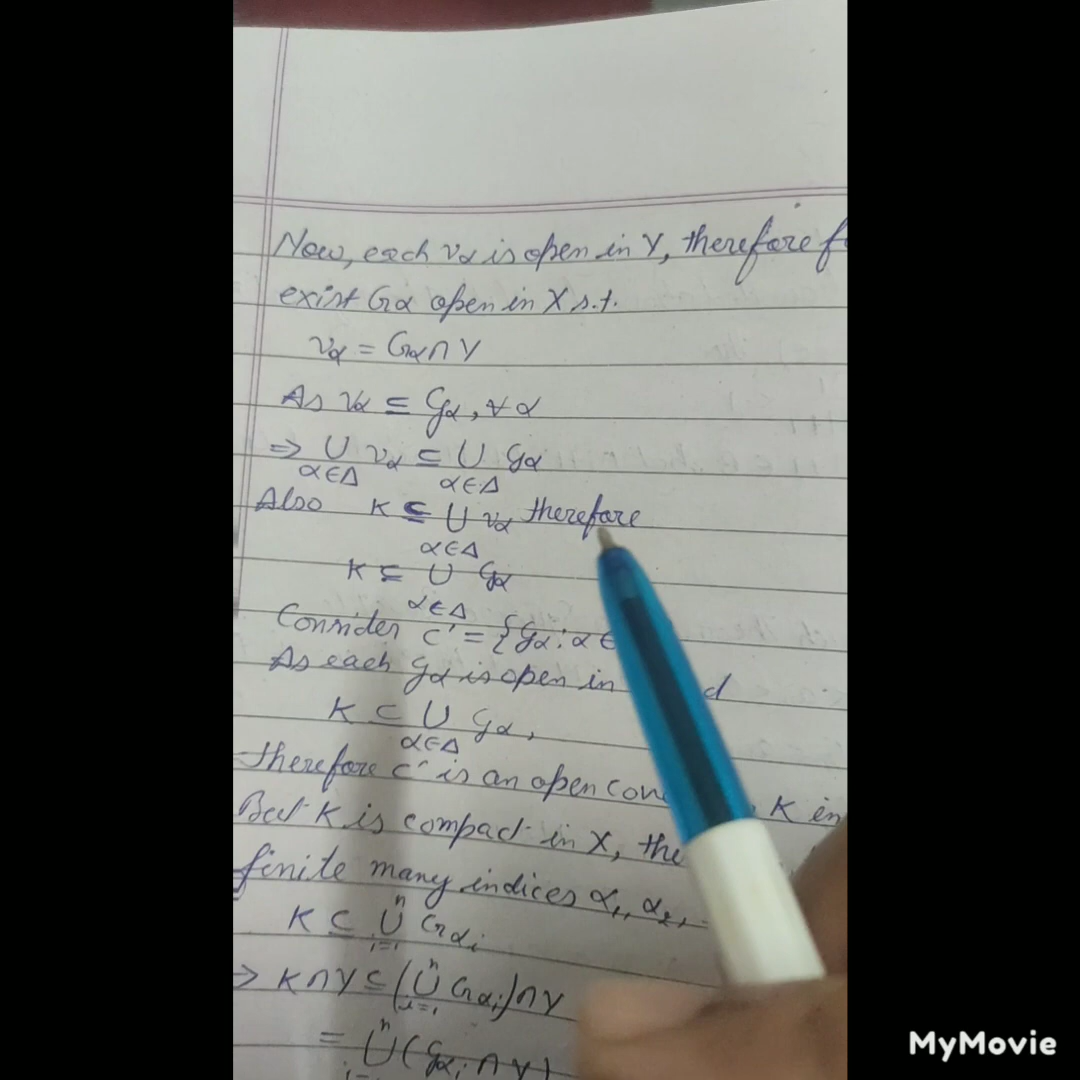 Now, each vα is open in Y, therefore f
exist Gα open in X s.t.
vα = Gα ∩ Y
As vα ⊆ Gα, ∀ α
⇒ ∪ vα ⊆ ∪ Gα
α∈Δ α∈Δ
Also K ⊆ ∪ vα therefore
α∈Δ
K ⊆ ∪ Gα
α∈Δ
Consider C' = {Gα : α ∈
As each Gα is open in d
K ⊂ ∪ Gα,
α∈Δ
therefore C' is an open cov K in
But K is compact in X, the
finite many indices α₁, α₂,
K ⊆ ∪ Gαᵢ
⇒ K ∩ Y ⊆ (∪ Gαᵢ) ∩ Y
= ∪ (Gαᵢ ∩ Y)
MyMovie